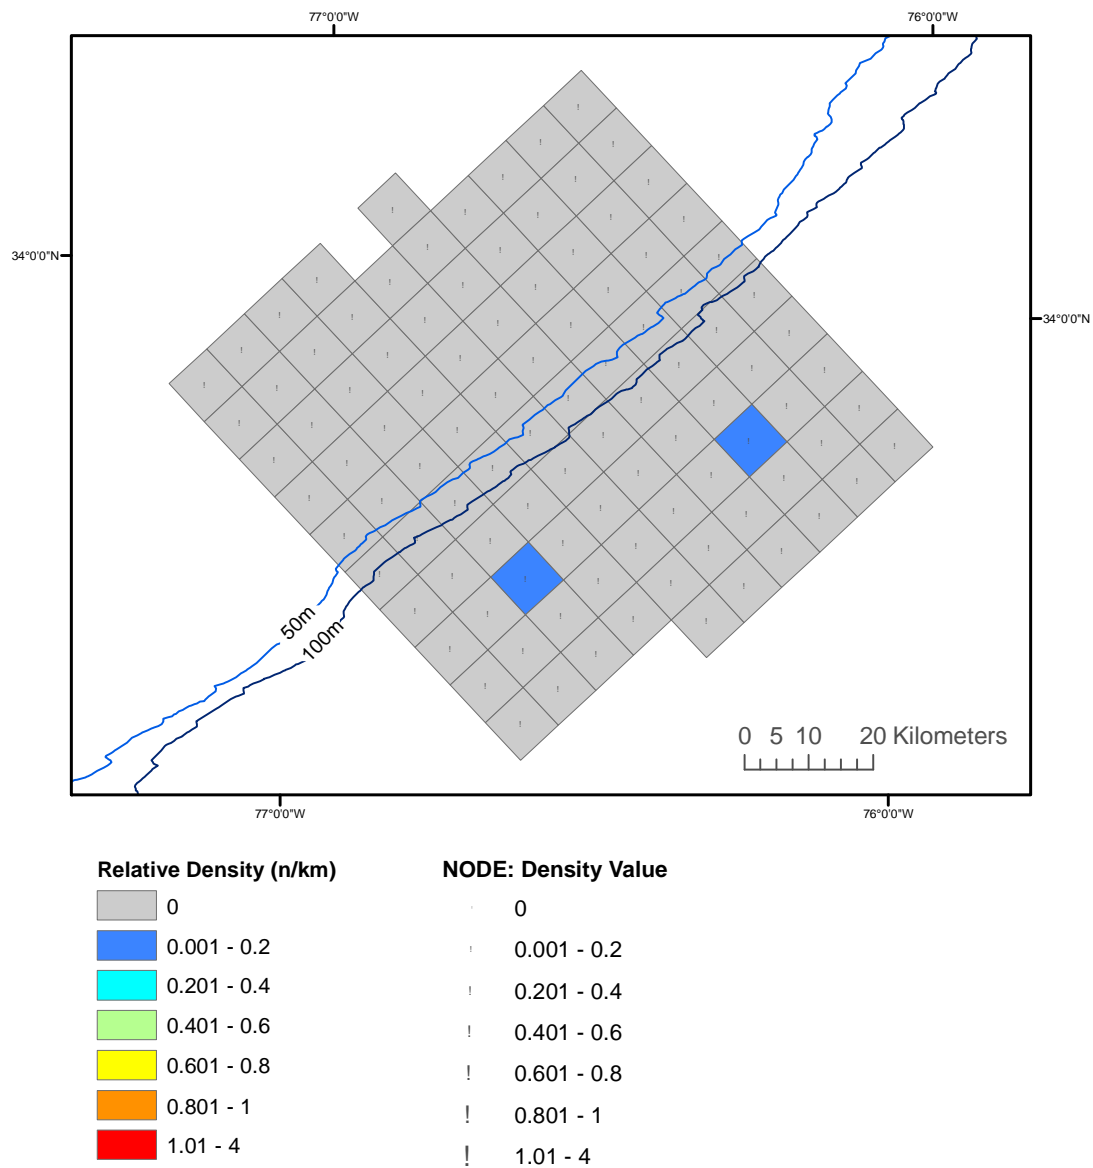 77°0'0"W 76°0'0"W
34°0'0"N
34°0'0"N
50m
100m
0 5 10 20 Kilometers
77°0'0"W 76°0'0"W
Relative Density (n/km)
0
0.001 - 0.2
0.201 - 0.4
0.401 - 0.6
0.601 - 0.8
0.801 - 1
1.01 - 4
NODE: Density Value
0
! 0.001 - 0.2
! 0.201 - 0.4
! 0.401 - 0.6
! 0.601 - 0.8
! 0.801 - 1
! 1.01 - 4